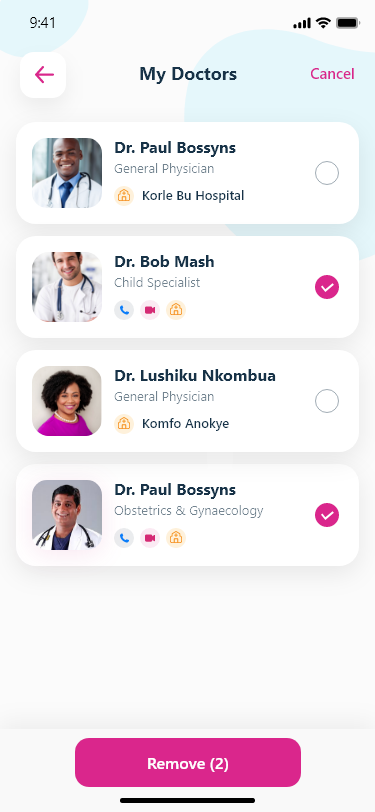 9:41
My Doctors
Cancel
Dr. Paul Bossyns
General Physician
Korle Bu Hospital
Dr. Bob Mash
Child Specialist
Dr. Lushiku Nkombua
General Physician
Komfo Anokye
Dr. Paul Bossyns
Obstetrics & Gynaecology
Remove (2)